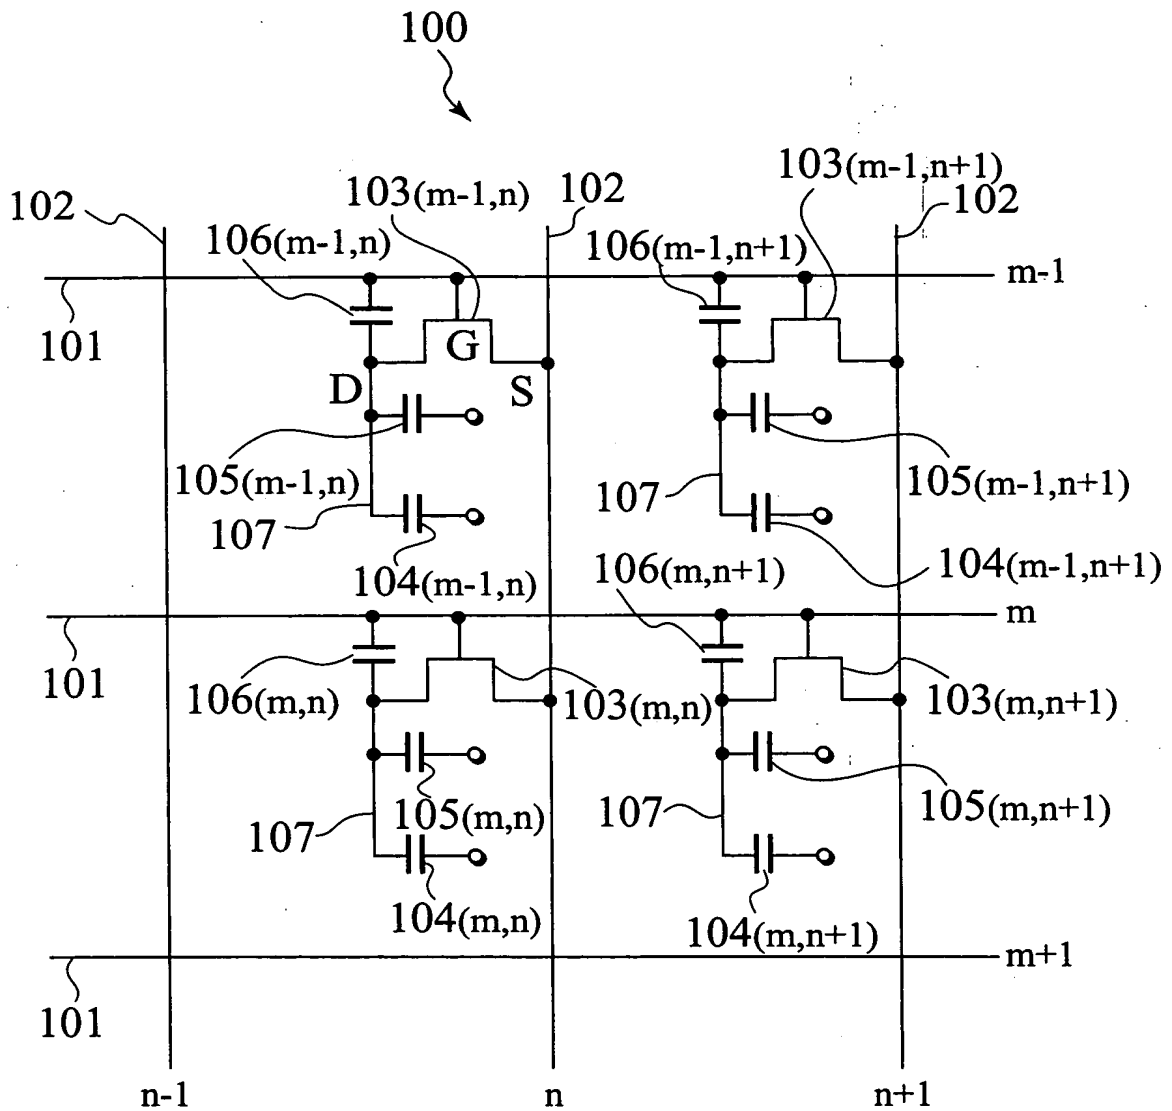 100
103(m-1,n+1)
103(m-1,n)
102
102
102
106(m-1,n)
106(m-1,n+1)
m-1
101
G
D
S
105(m-1,n)
107
105(m-1,n+1)
107
104(m-1,n)
106(m,n+1)
104(m-1,n+1)
m
101
106(m,n)
103(m,n)
103(m,n+1)
105(m,n)
105(m,n+1)
107
107
104(m,n)
104(m,n+1)
m+1
101
n-1
n
n+1